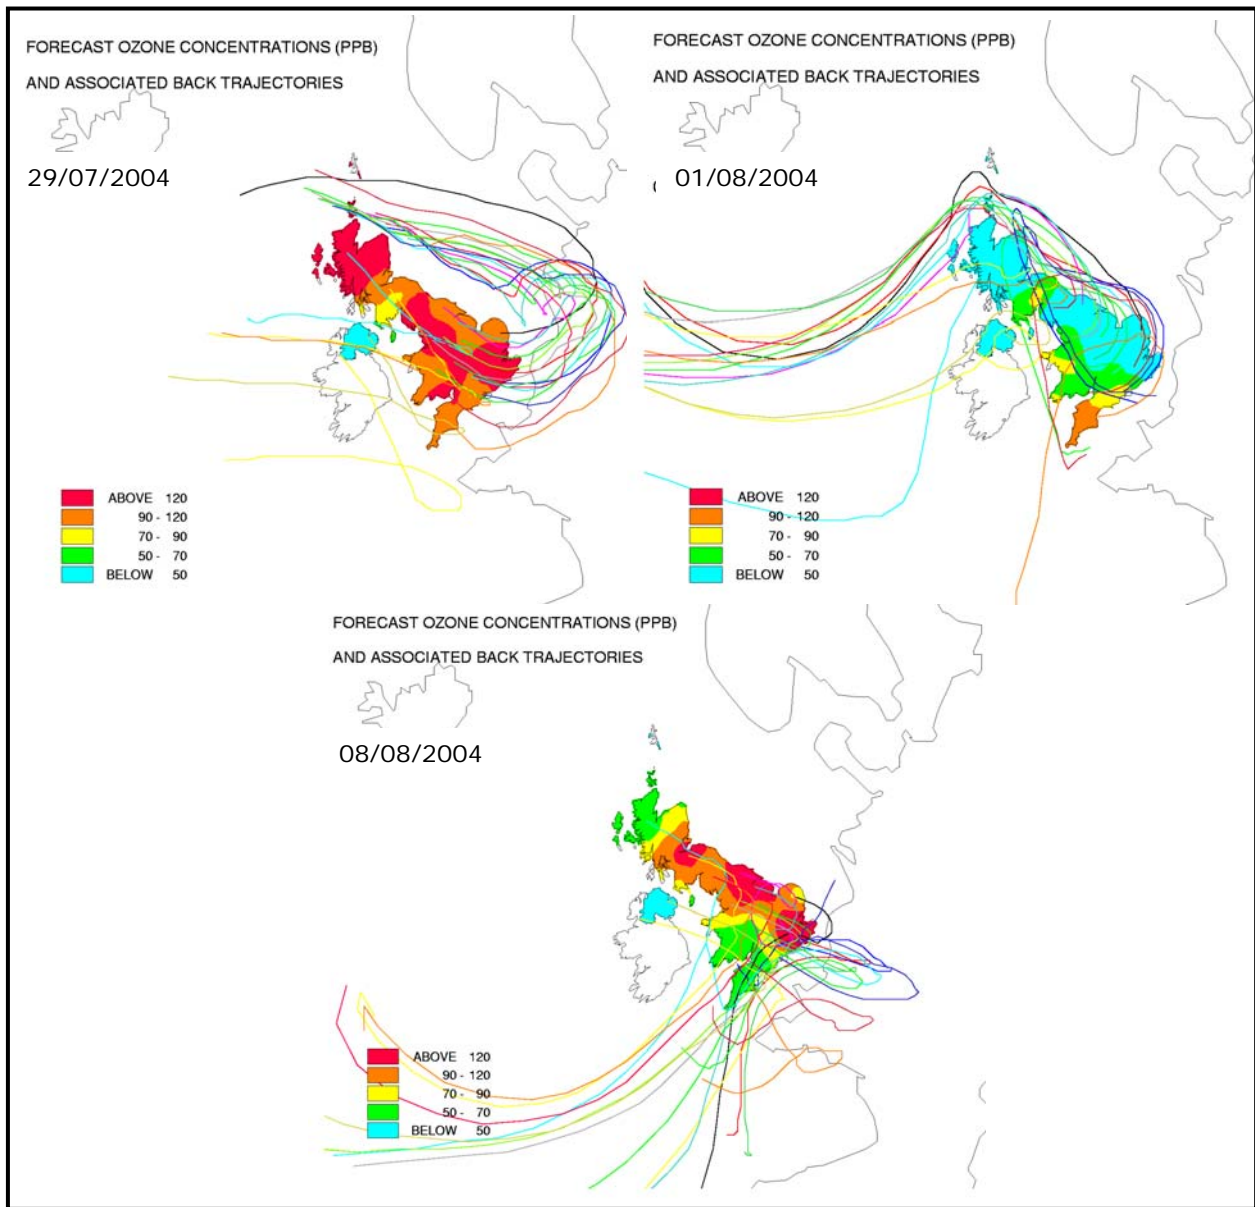 FORECAST OZONE CONCENTRATIONS (PPB)
AND ASSOCIATED BACK TRAJECTORIES
29/07/2004
ABOVE 120
90 - 120
70 - 90
50 - 70
BELOW 50
FORECAST OZONE CONCENTRATIONS (PPB)
AND ASSOCIATED BACK TRAJECTORIES
01/08/2004
ABOVE 120
90 - 120
70 - 90
50 - 70
BELOW 50
FORECAST OZONE CONCENTRATIONS (PPB)
AND ASSOCIATED BACK TRAJECTORIES
08/08/2004
ABOVE 120
90 - 120
70 - 90
50 - 70
BELOW 50